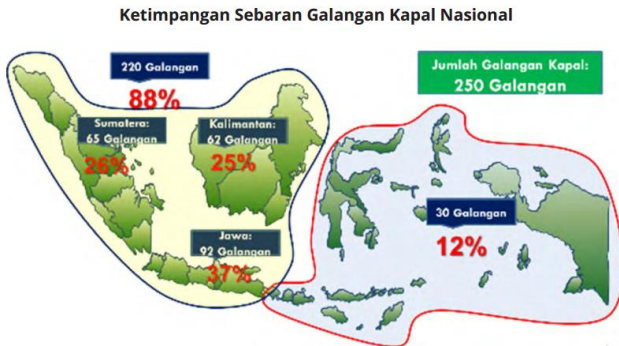 Ketimpangan Sebaran Galangan Kapal Nasional
220 Galangan
88%
Jumlah Galangan Kapal:
250 Galangan
Sumatera:
65 Galangan
26%
Kalimantan:
62 Galangan
25%
30 Galangan
12%
Jawa:
92 Galangan
37%